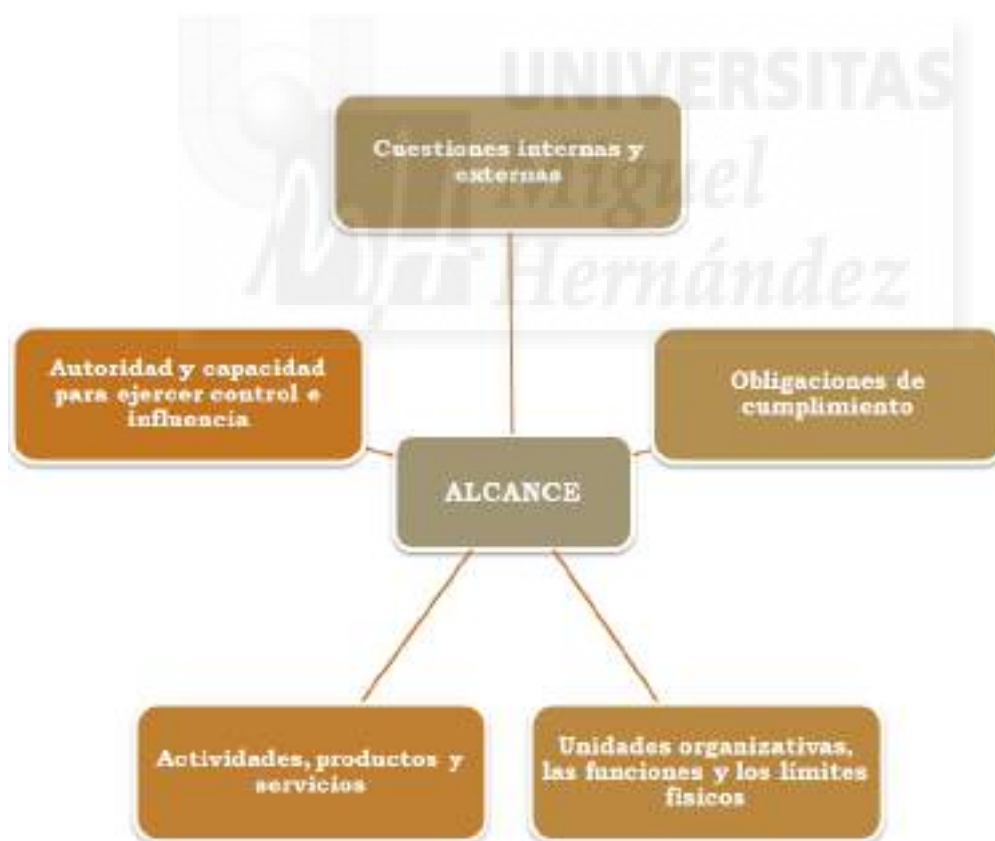 UNIVERSITAS
Miguel
Hernández
Cuestiones internas y
externas
Autoridad y capacidad
para ejercer control e
influencia
Obligaciones de
cumplimiento
ALCANCE
Actividades, productos y
servicios
Unidades organizativas,
las funciones y los límites
físicos